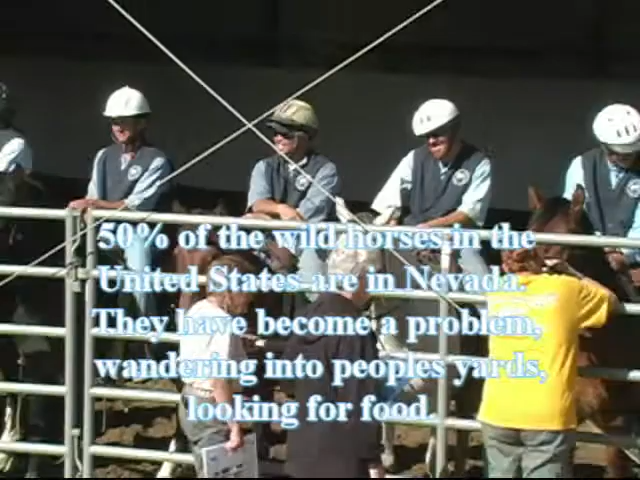 50% of the wild horses in the
United States are in Nevada.
They have become a problem,
wandering into peoples yards,
looking for food.